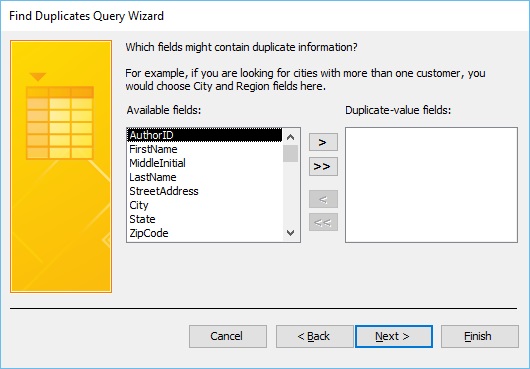 Find Duplicates Query Wizard
Which fields might contain duplicate information?
For example, if you are looking for cities with more than one customer, you
would choose City and Region fields here.
Available fields:
Duplicate-value fields:
AuthorID
FirstName
MiddleInitial
LastName
StreetAddress
City
State
ZipCode
>
>>
<
<<
Cancel
< Back
Next >
Finish